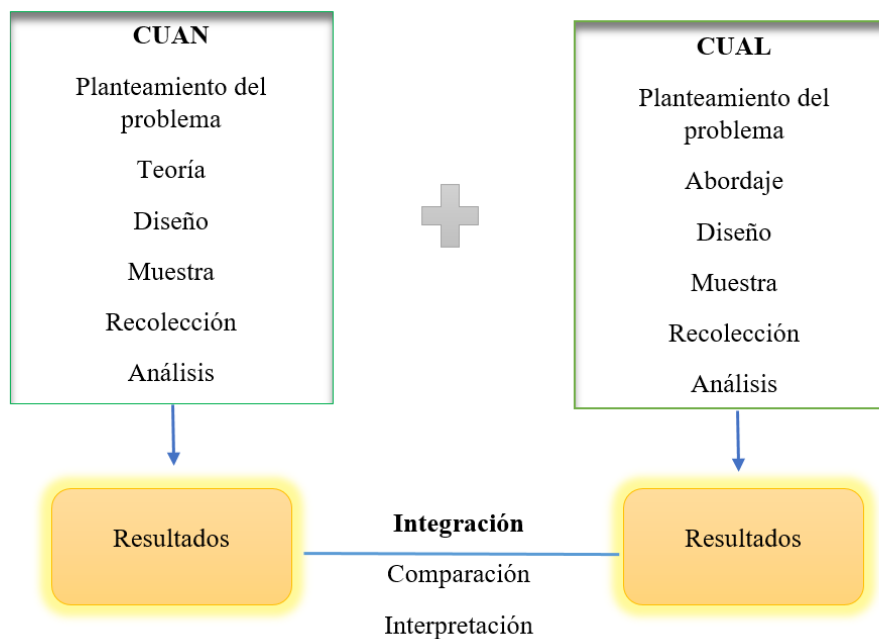 CUAN
Planteamiento del
problema
Teoría
Diseño
Muestra
Recolección
Análisis
CUAL
Planteamiento del
problema
Abordaje
Diseño
Muestra
Recolección
Análisis
Resultados
Integración
Comparación
Interpretación
Resultados